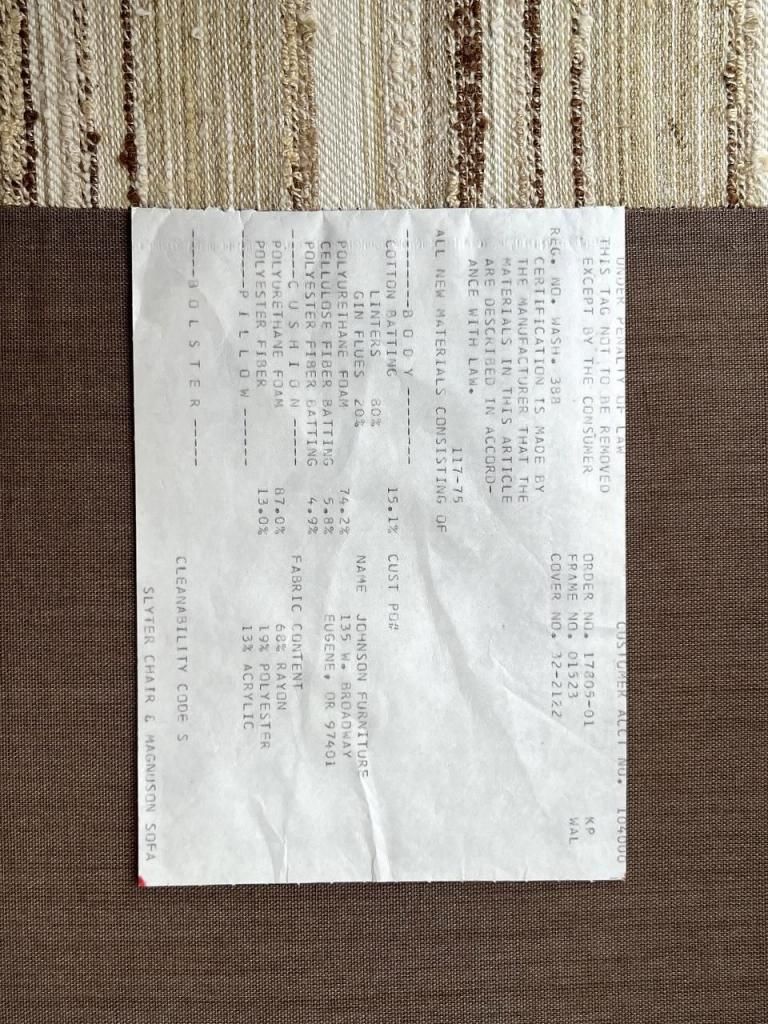 UNDER PENALTY OF LAW
THIS TAG NOT TO BE REMOVED
EXCEPT BY THE CONSUMER
REG. NO. WASH. 388
CERTIFICATION IS MADE BY
THE MANUFACTURER THAT THE
MATERIALS IN THIS ARTICLE
ARE DESCRIBED IN ACCORD-
ANCE WITH LAW.
117-75
ALL NEW MATERIALS CONSISTING OF
-------B O D Y -------
COTTON BATTING 15.1%
LINTERS 80%
GIN FLUES 20%
POLYURETHANE FOAM 74.2%
CELLULOSE FIBER BATTING 5.8%
POLYESTER FIBER BATTING 4.9%
-----C U S H I O N -----
POLYURETHANE FOAM 87.0%
POLYESTER FIBER 13.0%
-----P I L L O W -----
-----B O L S T E R -----
CUSTOMER ACCT NO.
ORDER NO. 17805-01 KP
FRAME NO. 01523 WAL
COVER NO. 32-2122
CUST PO#
NAME JOHNSON FURNITURE
135 W. BROADWAY
EUGENE, OR 97401
FABRIC CONTENT
68% RAYON
19% POLYESTER
13% ACRYLIC
CLEANABILITY CODE S
SLYTER CHAIR & MAGNUSON SOFA